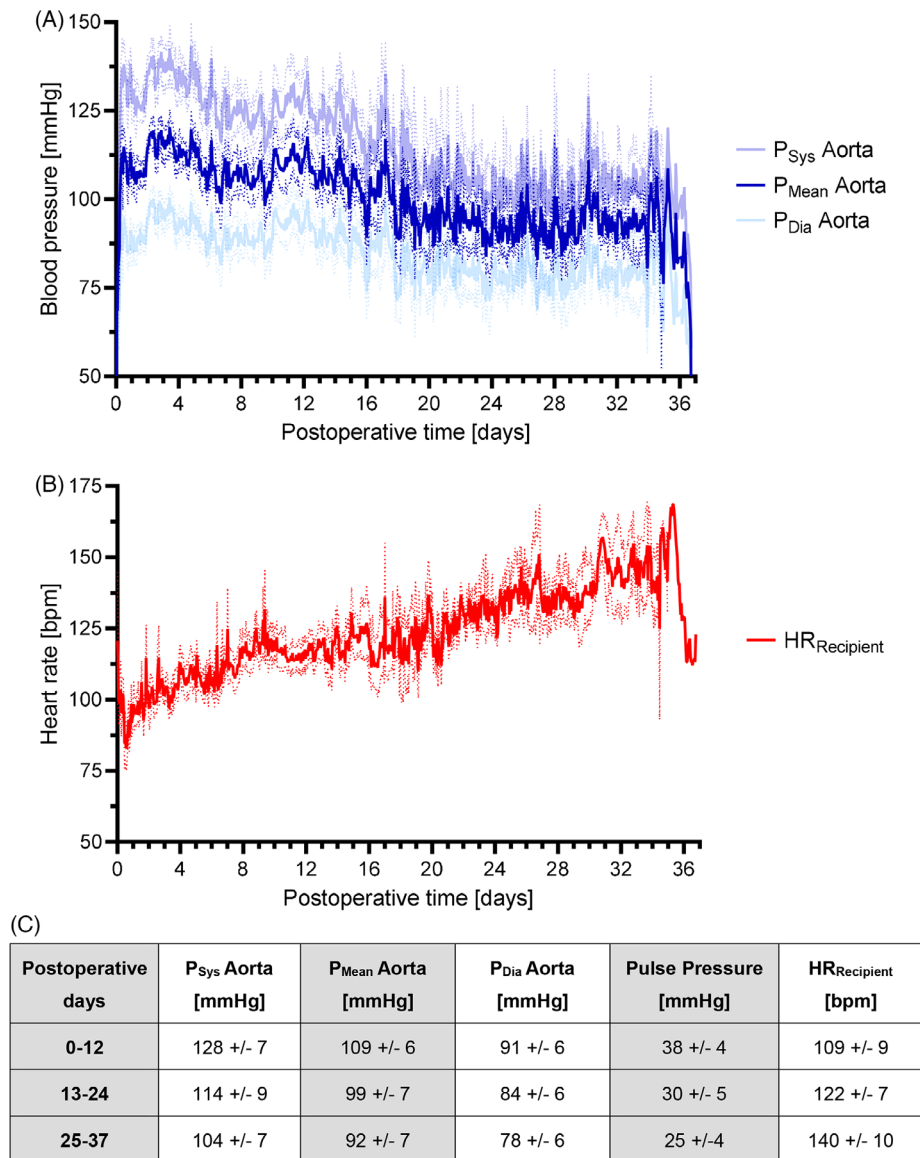 (A)
150
125
100
75
50
Blood pressure [mmHg]
0 4 8 12 16 20 24 28 32 36
Postoperative time [days]
PSys Aorta
PMean Aorta
PDia Aorta
(B)
175
150
125
100
75
50
Heart rate [bpm]
0 4 8 12 16 20 24 28 32 36
Postoperative time [days]
HRRecipient
(C)
Postoperative days PSys Aorta [mmHg] PMean Aorta [mmHg] PDia Aorta [mmHg] Pulse Pressure [mmHg] HRRecipient [bpm]
0-12 128 +/- 7 109 +/- 6 91 +/- 6 38 +/- 4 109 +/- 9
13-24 114 +/- 9 99 +/- 7 84 +/- 6 30 +/- 5 122 +/- 7
25-37 104 +/- 7 92 +/- 7 78 +/- 6 25 +/-4 140 +/- 10